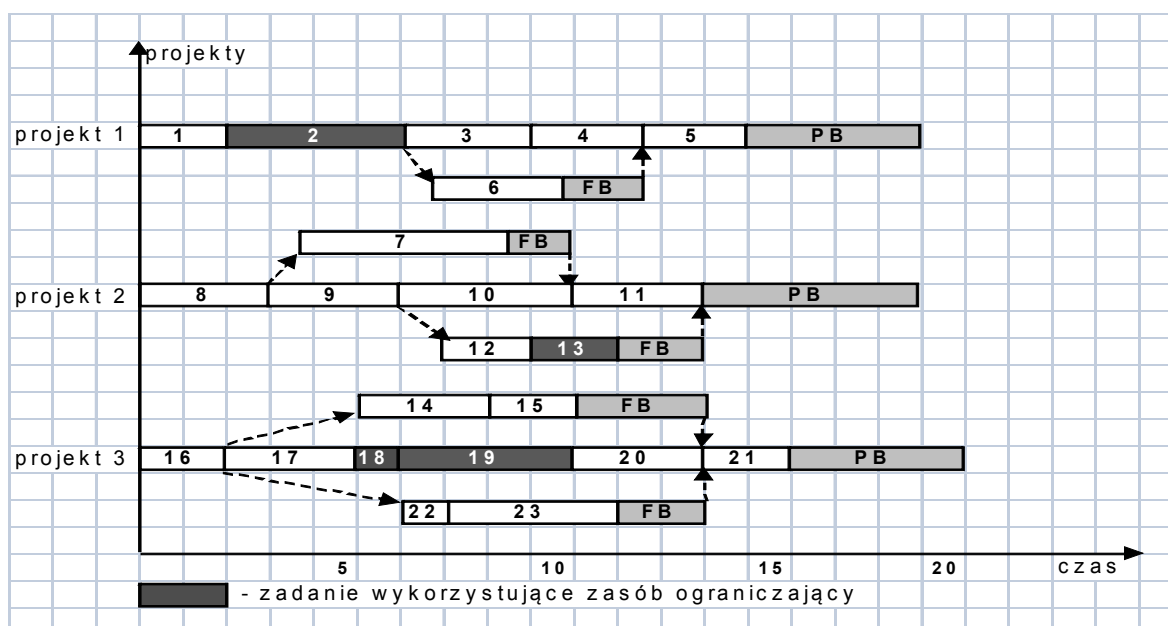 projekty
projekt 1 1 2 3 4 5 PB
6 FB
7 FB
projekt 2 8 9 10 11 PB
12 13 FB
14 15 FB
projekt 3 16 17 18 19 20 21 PB
22 23 FB
5 10 15 20 czas
- zadanie wykorzystujące zasób ograniczający